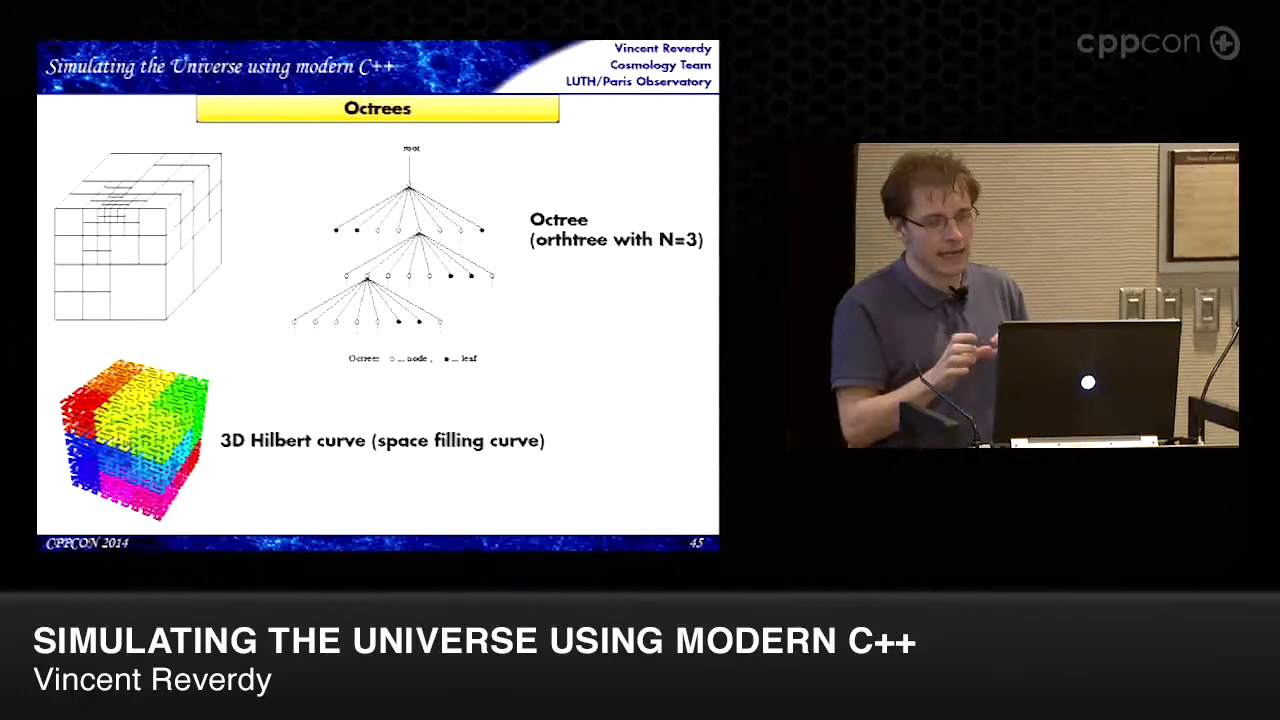 cppcon
Simulating the Universe using modern C++
Vincent Reverdy
Cosmology Team
LUTH/Paris Observatory
Octrees
root
Octree
(orthtree with N=3)
Octree: ... node, ... leaf
3D Hilbert curve (space filling curve)
CPPCON 2014
45
SIMULATING THE UNIVERSE USING MODERN C++
Vincent Reverdy